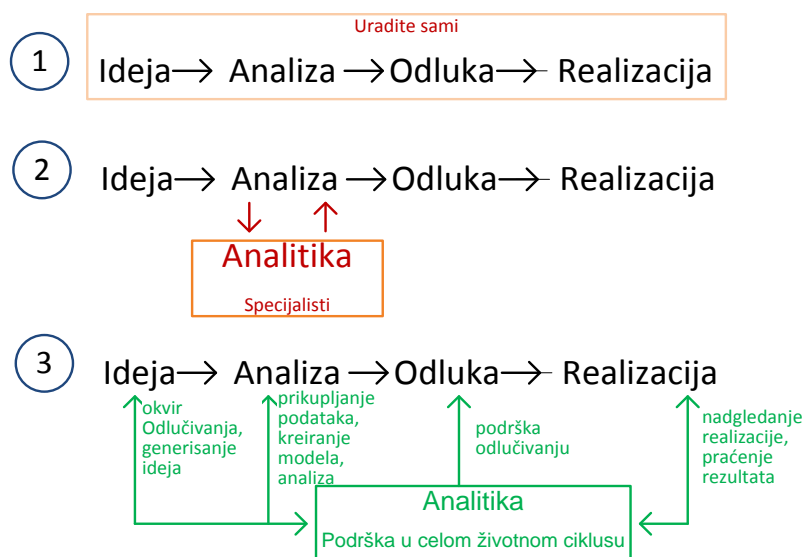 Uradite sami
1
Ideja → Analiza → Odluka → Realizacija
2
Ideja → Analiza → Odluka → Realizacija
Analitika
Specijalisti
3
Ideja → Analiza → Odluka → Realizacija
okvir
Odlučivanja,
generisanje
ideja
prikupljanje
podataka,
kreiranje
modela,
analiza
podrška
odlučivanju
nadgledanje
realizacije,
praćenje
rezultata
Analitika
Podrška u celom životnom ciklusu